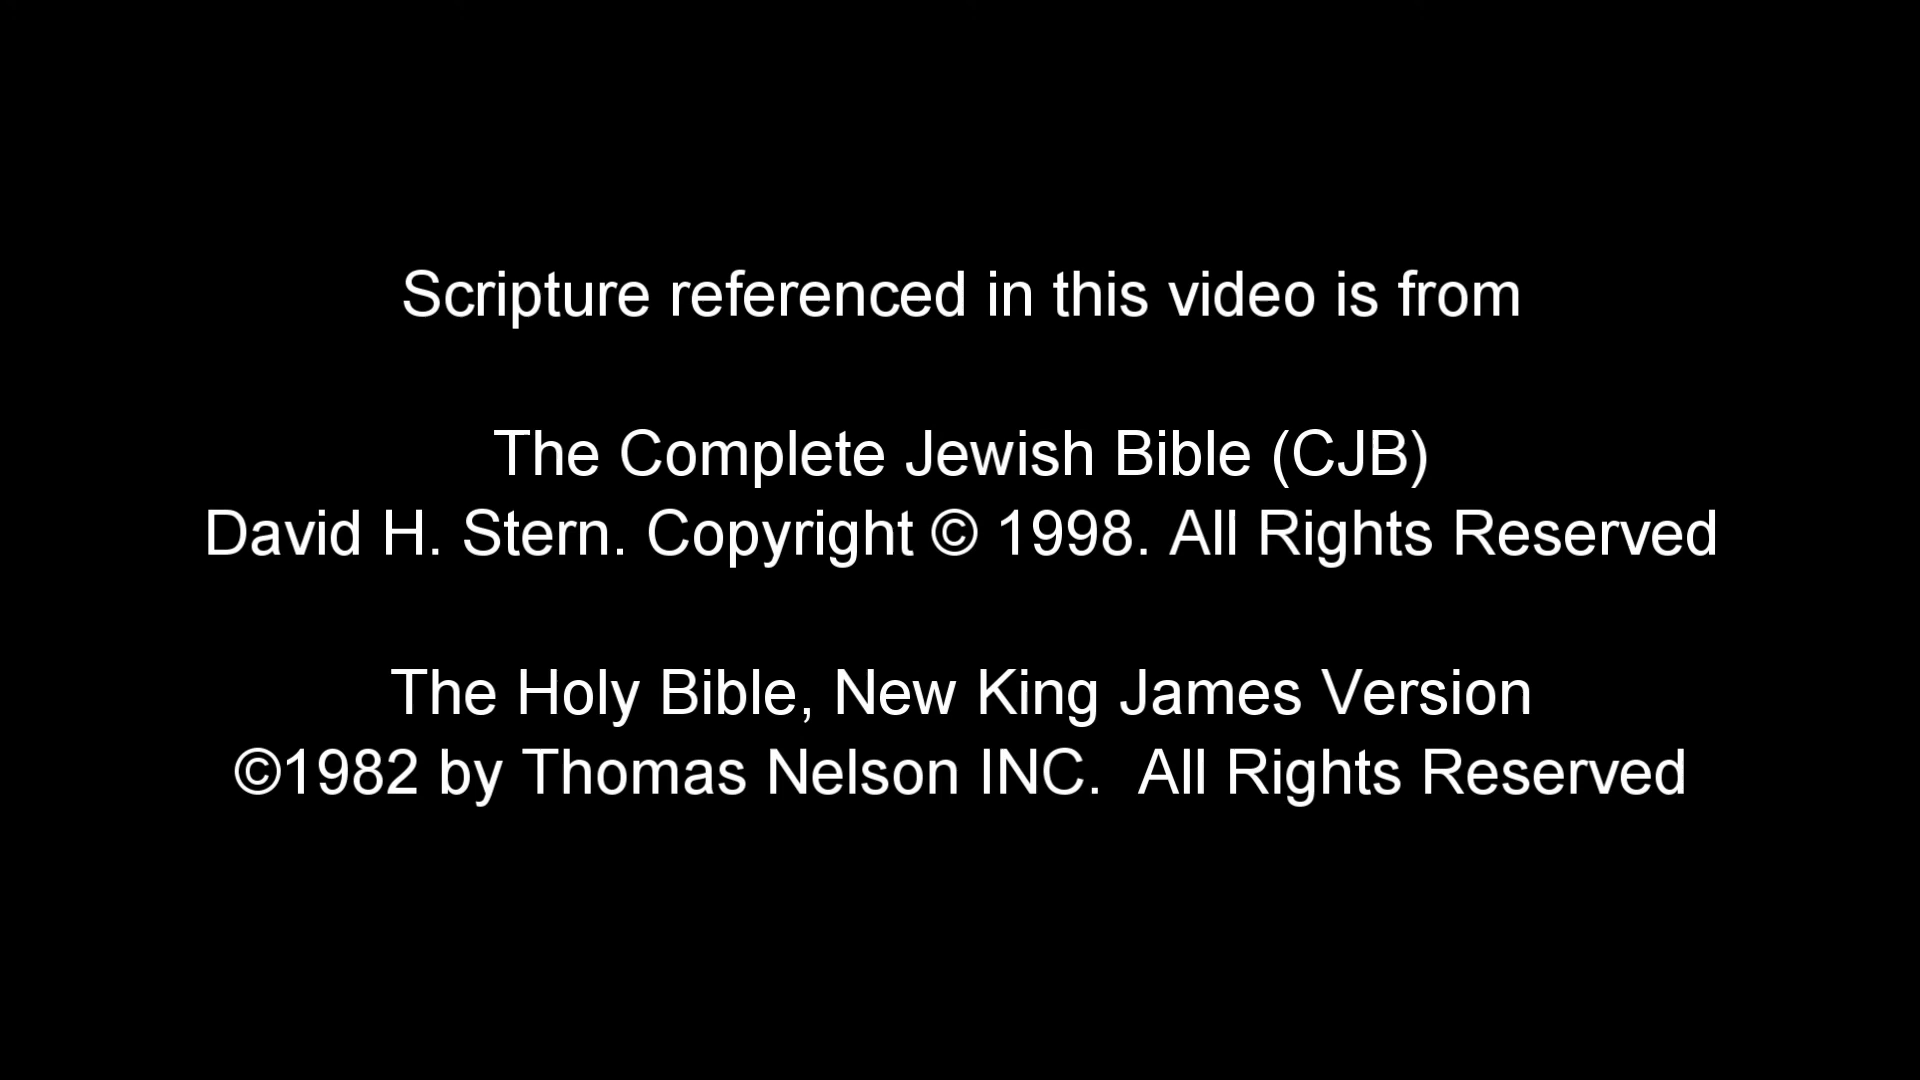 Scripture referenced in this video is from
The Complete Jewish Bible (CJB)
David H. Stern. Copyright © 1998. All Rights Reserved
The Holy Bible, New King James Version
©1982 by Thomas Nelson INC.  All Rights Reserved